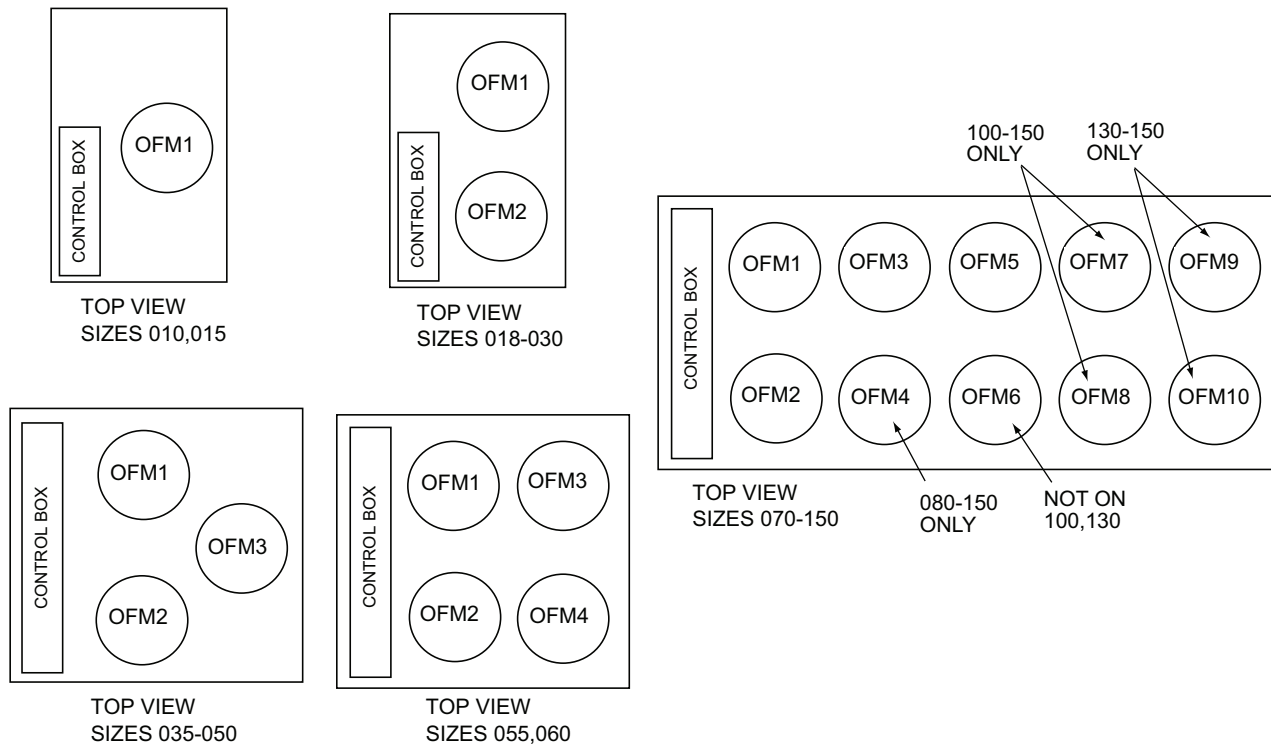 OFM1
CONTROL BOX
TOP VIEW
SIZES 010,015
OFM1
OFM2
CONTROL BOX
TOP VIEW
SIZES 018-030
100-150
ONLY
130-150
ONLY
CONTROL BOX
OFM1
OFM3
OFM5
OFM7
OFM9
OFM2
OFM4
OFM6
OFM8
OFM10
TOP VIEW
SIZES 070-150
080-150
ONLY
NOT ON
100,130
CONTROL BOX
OFM1
OFM3
OFM2
TOP VIEW
SIZES 035-050
CONTROL BOX
OFM1
OFM3
OFM2
OFM4
TOP VIEW
SIZES 055,060